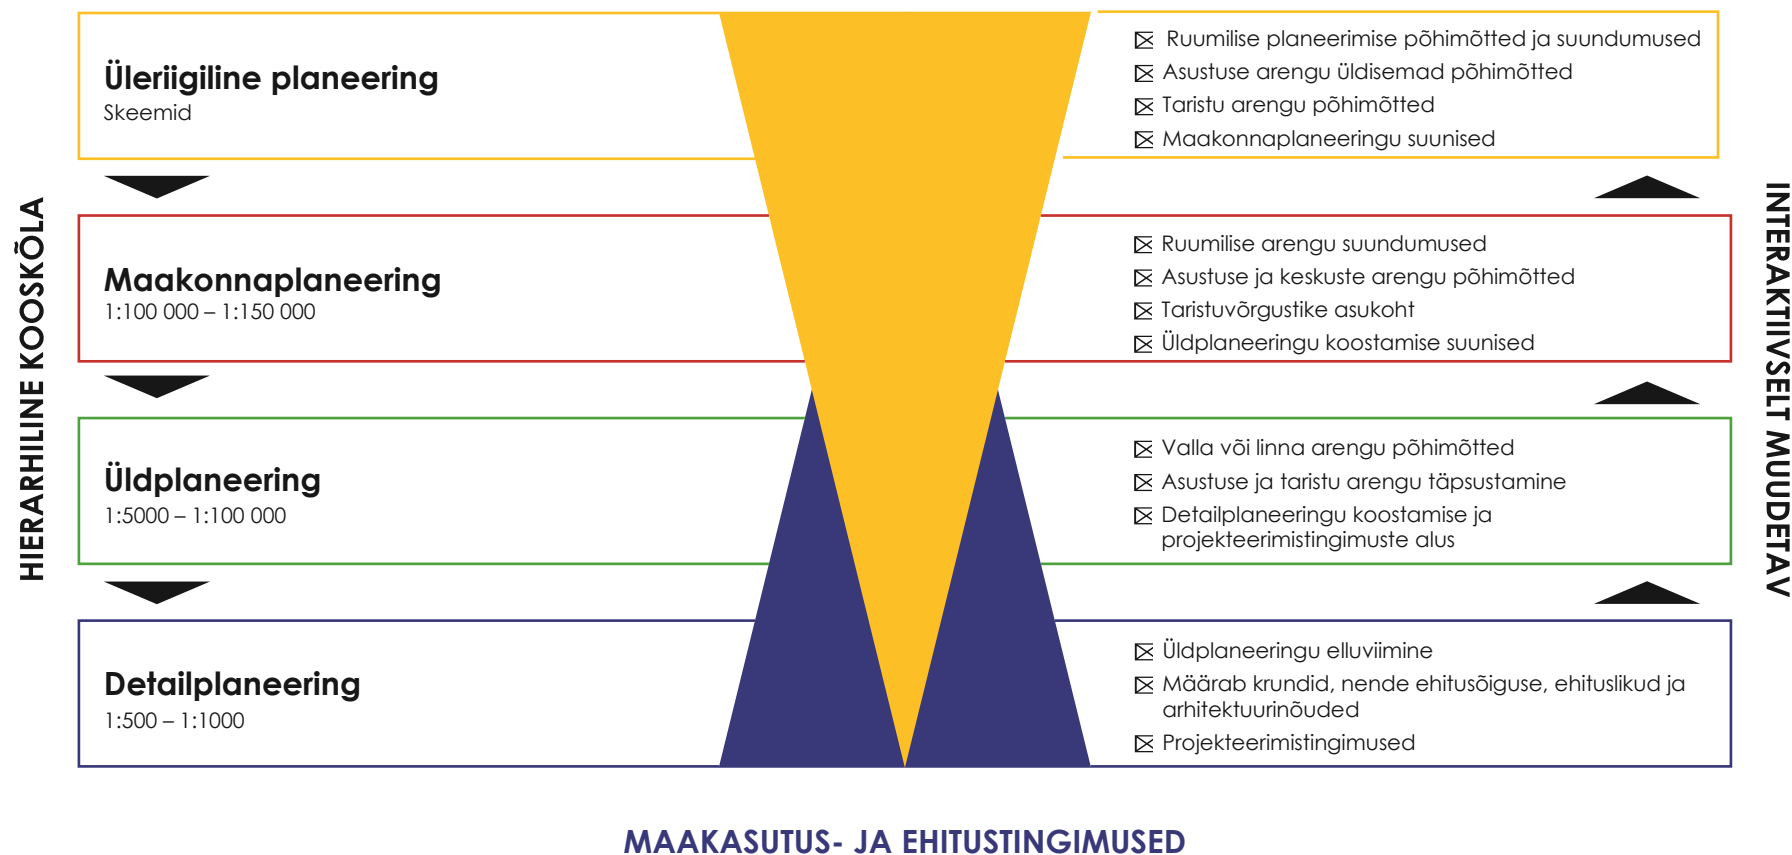 HIERARHILINE KOOSKÕLA
Üleriigiline planeering
Skeemid
Ruumilise planeerimise põhimõtted ja suundumused
Asustuse arengu üldisemad põhimõtted
Taristu arengu põhimõtted
Maakonnaplaneeringu suunised
Maakonnaplaneering
1:100 000 – 1:150 000
Ruumilise arengu suundumused
Asustuse ja keskuste arengu põhimõtted
Taristuvõrgustike asukoht
Üldplaneeringu koostamise suunised
Üldplaneering
1:5000 – 1:100 000
Valla või linna arengu põhimõtted
Asustuse ja taristu arengu täpsustamine
Detailplaneeringu koostamise ja
projekteerimistingimuste alus
Detailplaneering
1:500 – 1:1000
Üldplaneeringu elluviimine
Määrab krundid, nende ehitusõiguse, ehituslikud ja
arhitektuurinõuded
Projekteerimistingimused
INTERAKTIIVSELT MUUDETAV
MAAKASUTUS- JA EHITUSTINGIMUSED